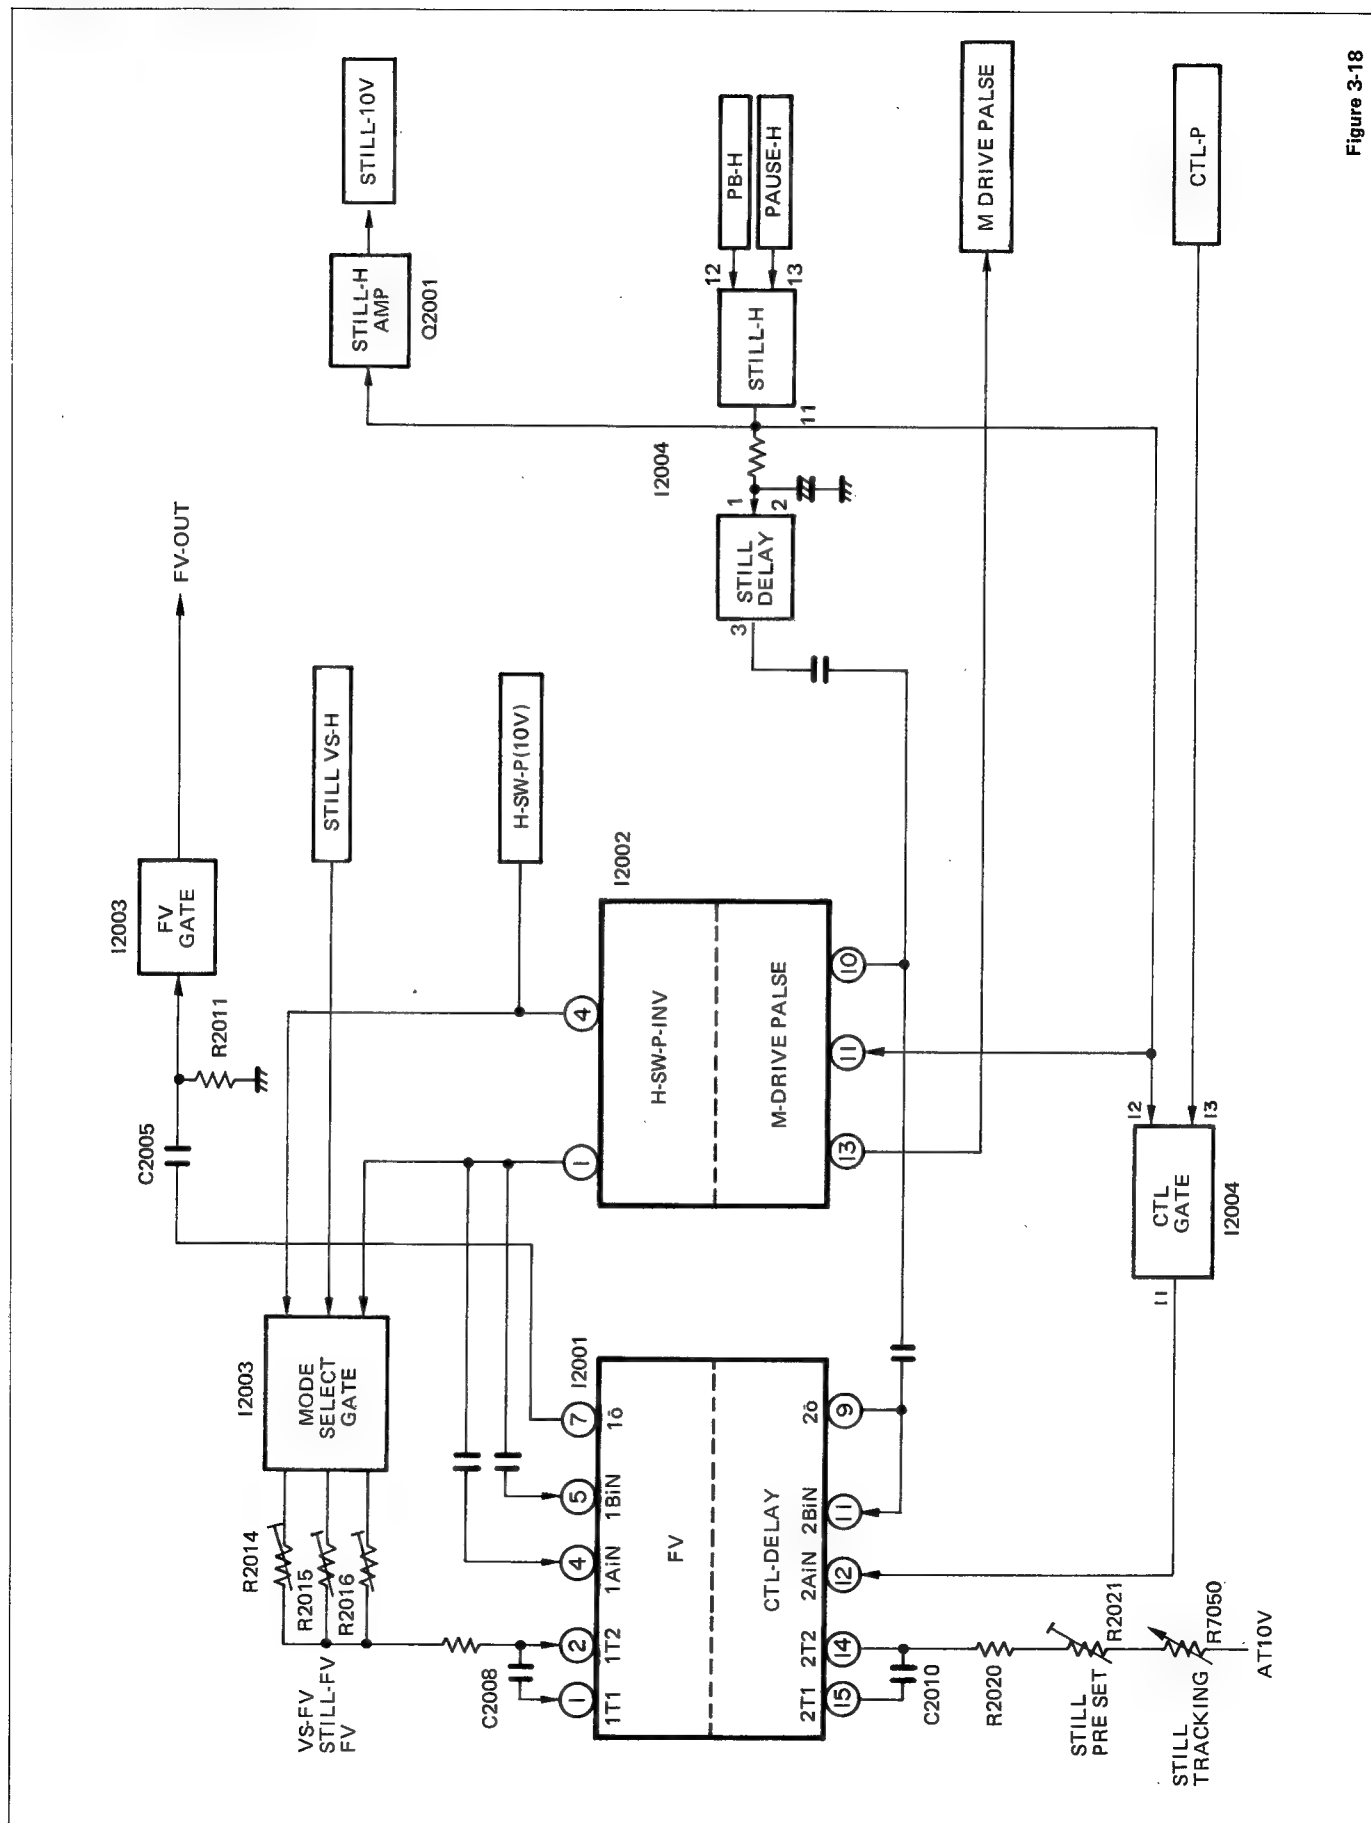 STILL-10V
STILL-H
AMP
Q2001
PB-H
PAUSE-H
12
13
STILL-H
11
M DRIVE PALSE
CTL-P
Figure 3-18
I2004
1
2
STILL
DELAY
3
FV-OUT
I2003
FV
GATE
R2011
C2005
STILL VS-H
H-SW-P(10V)
I2002
4
1
H-SW-P-INV
M-DRIVE PALSE
10
11
13
12
13
CTL
GATE
I2004
11
I2003
MODE
SELECT
GATE
R2014
R2015
R2016
VS-FV
STILL-FV
FV
C2008
I2001
7
5
4
2
1
1ō
1BiN
1AiN
1T2
1T1
FV
CTL-DELAY
2ō
2BiN
2AiN
2T2
2T1
9
11
12
14
15
C2010
R2020
STILL
PRE SET
R2021
STILL
TRACKING
R7050
AT10V